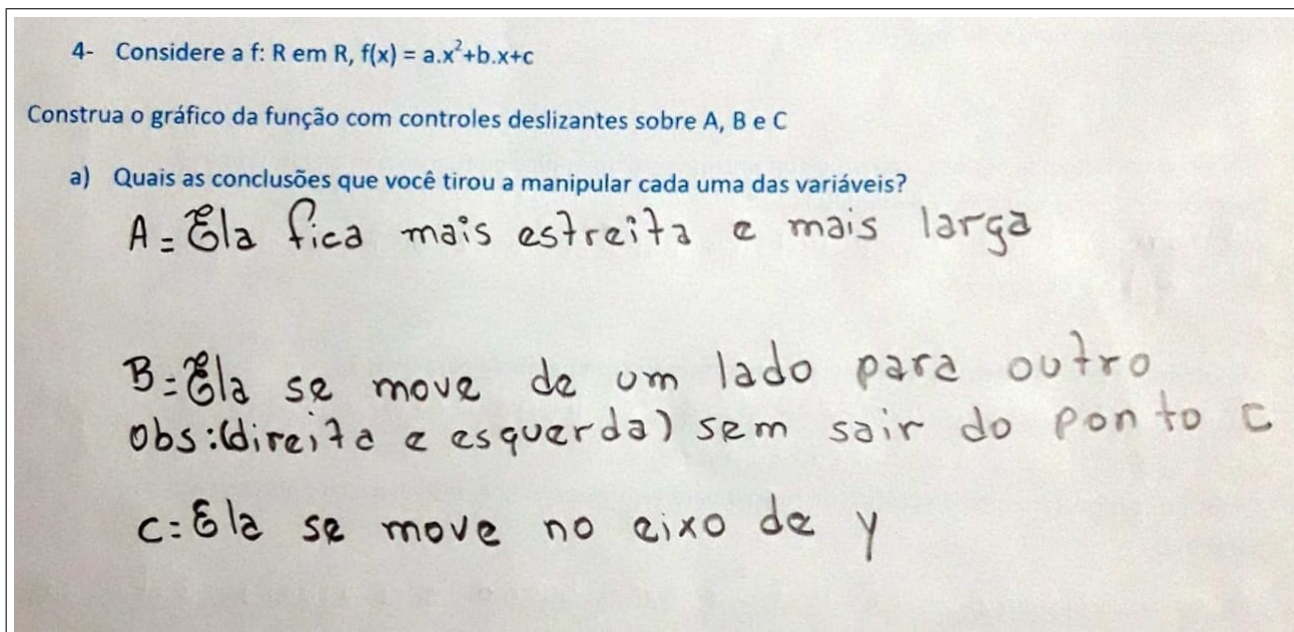 4- Considere a f: R em R, f(x) = a.x²+b.x+c
Construa o gráfico da função com controles deslizantes sobre A, B e C
a) Quais as conclusões que você tirou a manipular cada uma das variáveis?
A = Ela fica mais estreita e mais larga
B = Ela se move de um lado para outro
obs: (direita e esquerda) sem sair do ponto c
C = Ela se move no eixo de y